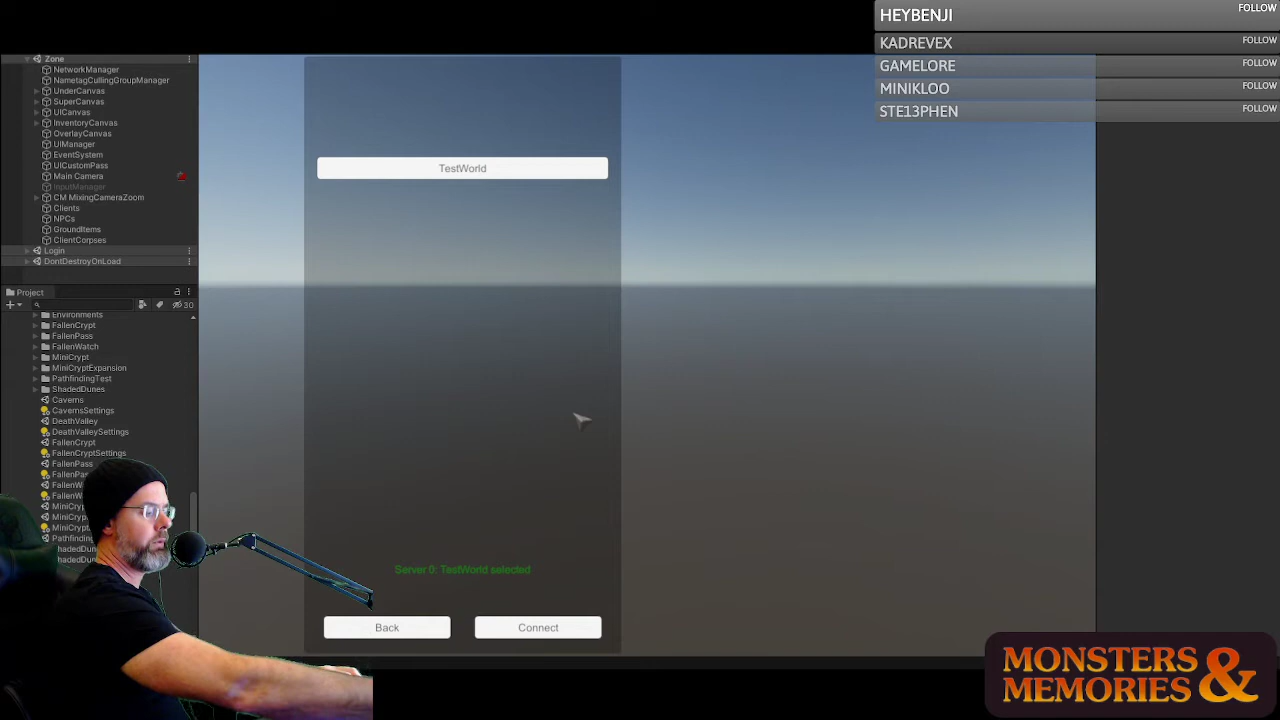 HEYBENJI FOLLOW
KADREVEX FOLLOW
GAMELORE FOLLOW
MINIKLOO FOLLOW
STE13PHEN FOLLOW
Zone
NetworkManager
NametagCullingGroupManager
UnderCanvas
SuperCanvas
UICanvas
InventoryCanvas
OverlayCanvas
UIManager
EventSystem
UICustomPass
Main Camera
InputManager
CM MixingCameraZoom
Clients
NPCs
GroundItems
ClientCorpses
Login
DontDestroyOnLoad
Project
30
Environments
FallenCrypt
FallenPass
FallenWatch
MiniCrypt
MiniCryptExpansion
PathfindingTest
ShadedDunes
Caverns
CavernsSettings
DeathValley
DeathValleySettings
FallenCrypt
FallenCryptSettings
FallenPass
TestWorld
Server 0: TestWorld selected
Back
Connect
MONSTERS &
MEMORIES